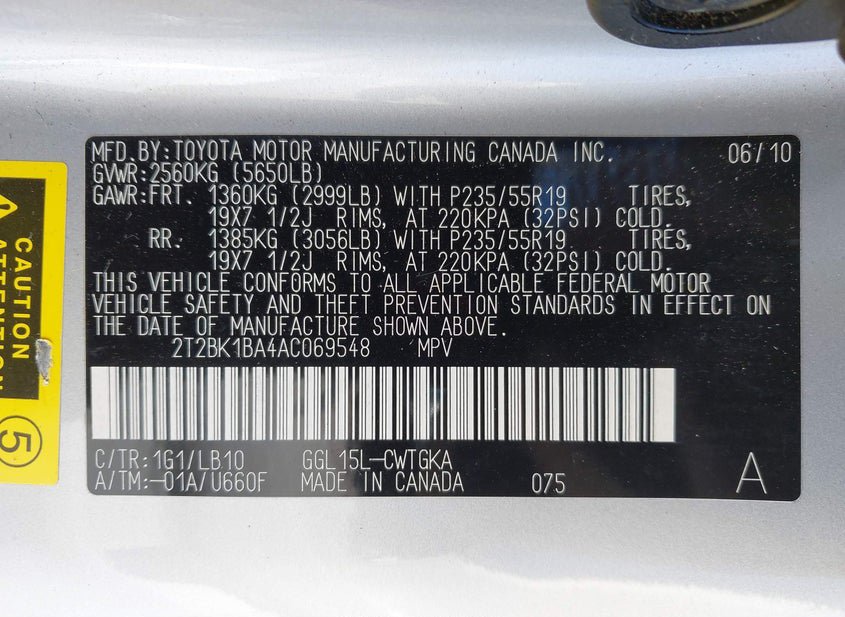 MFD.BY:TOYOTA MOTOR MANUFACTURING CANADA INC. 06/10
GVWR:2560KG (5650LB)
GAWR:FRT. 1360KG (2999LB) WITH P235/55R19 TIRES,
19X7 1/2J RIMS, AT 220KPA (32PSI) COLD.
RR. 1385KG (3056LB) WITH P235/55R19 TIRES,
19X7 1/2J RIMS, AT 220KPA (32PSI) COLD.
THIS VEHICLE CONFORMS TO ALL APPLICABLE FEDERAL MOTOR
VEHICLE SAFETY AND THEFT PREVENTION STANDARDS IN EFFECT ON
THE DATE OF MANUFACTURE SHOWN ABOVE.
2T2BK1BA4AC069548 MPV
C/TR:1G1/LB10 GGL15L-CWTGKA
A/TM:-01A/U660F MADE IN CANADA 075 A
CAUTION
ATTENTION
5